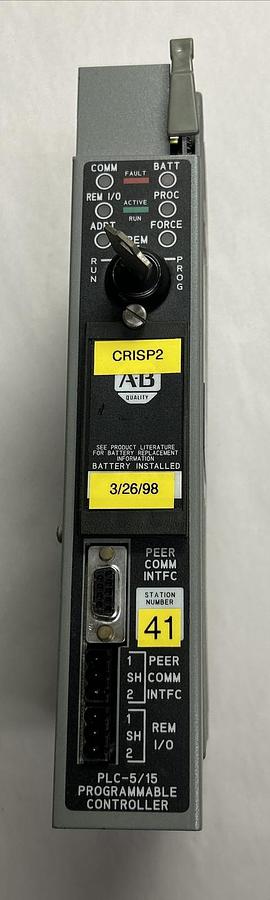 COMM BATT
FAULT
REM I/O PROC
ACTIVE
RUN
ADPT FORCE
REM
RUN PROG
CRISP2
A-B
QUALITY
SEE PRODUCT LITERATURE
FOR BATTERY REPLACEMENT
INFORMATION
BATTERY INSTALLED
3/26/98
PEER
COMM
INTFC
STATION
NUMBER
41
1 PEER
SH COMM
2 INTFC
1
SH REM
2 I/O
PLC-5/15
PROGRAMMABLE
CONTROLLER